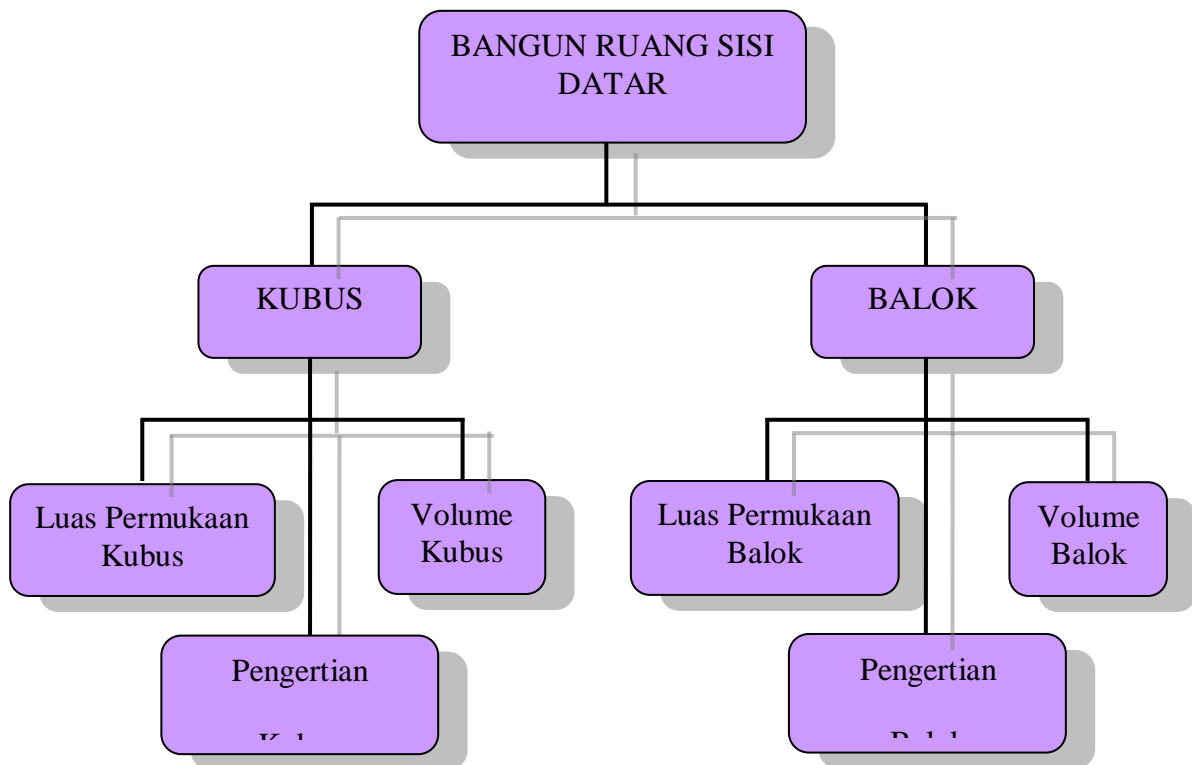 BANGUN RUANG SISI
DATAR
KUBUS
BALOK
Luas Permukaan
Kubus
Volume
Kubus
Luas Permukaan
Balok
Volume
Balok
Pengertian
Pengertian